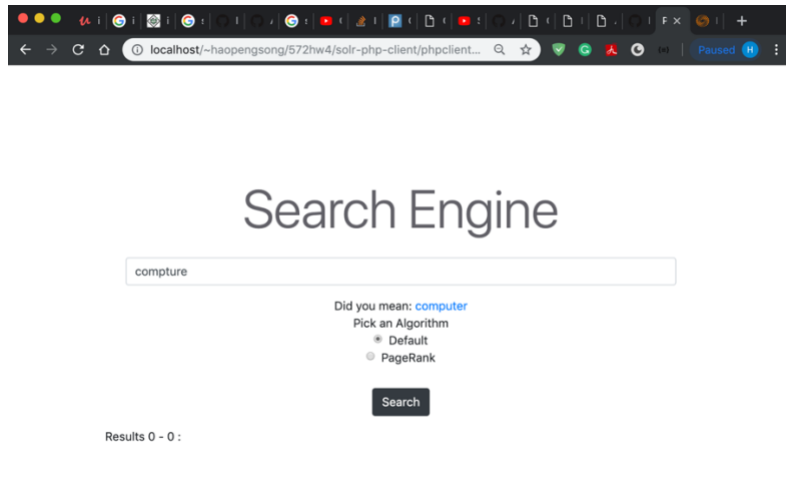 localhost/~haopengsong/572hw4/solr-php-client/phpclient...
Paused H
Search Engine
compture
Did you mean: computer
Pick an Algorithm
Default
PageRank
Search
Results 0 - 0 :